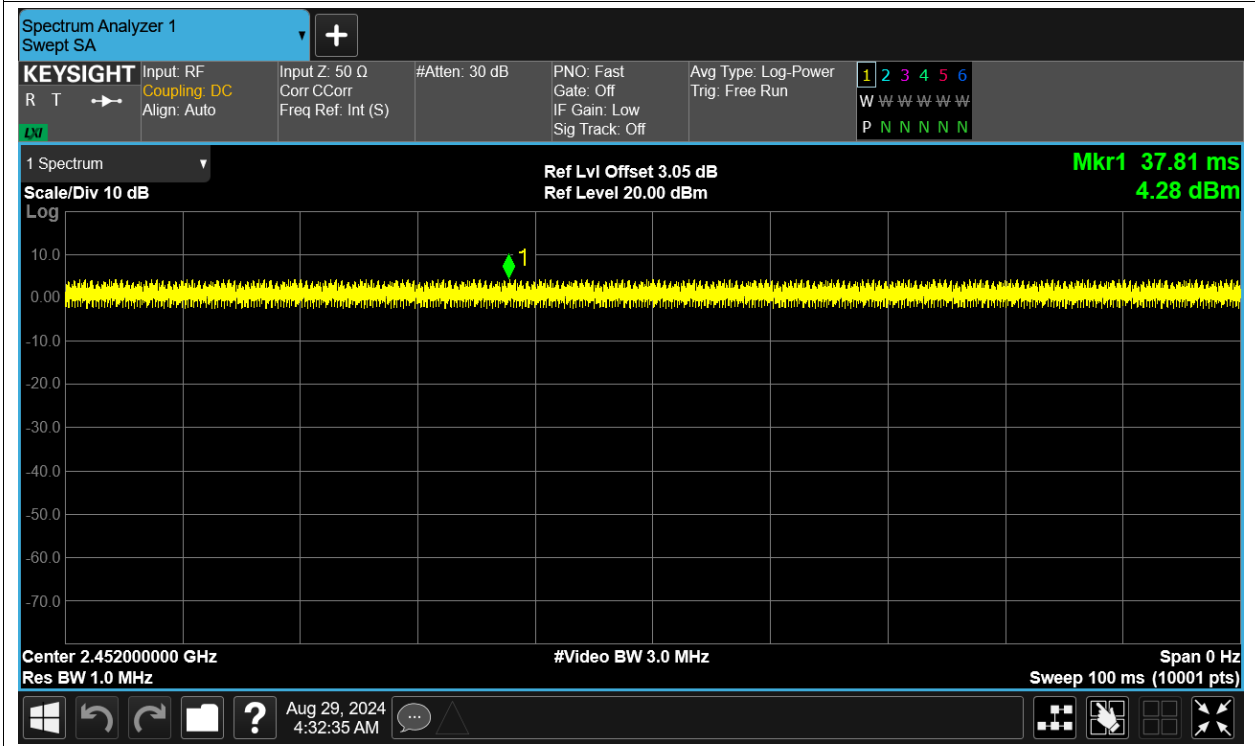 Spectrum Analyzer 1
Swept SA
▼
+
KEYSIGHT
R T
LXI
Input: RF
Coupling: DC
Align: Auto
Input Z: 50 Ω
Corr CCorr
Freq Ref: Int (S)
#Atten: 30 dB
PNO: Fast
Gate: Off
IF Gain: Low
Sig Track: Off
Avg Type: Log-Power
Trig: Free Run
1 2 3 4 5 6
W W W W W W
P N N N N N
1 Spectrum ▼
Scale/Div 10 dB
Ref Lvl Offset 3.05 dB
Ref Level 20.00 dBm
Mkr1 37.81 ms
4.28 dBm
Log
1
10.0
0.00
-10.0
-20.0
-30.0
-40.0
-50.0
-60.0
-70.0
Center 2.452000000 GHz
Res BW 1.0 MHz
#Video BW 3.0 MHz
Span 0 Hz
Sweep 100 ms (10001 pts)
?
Aug 29, 2024
4:32:35 AM